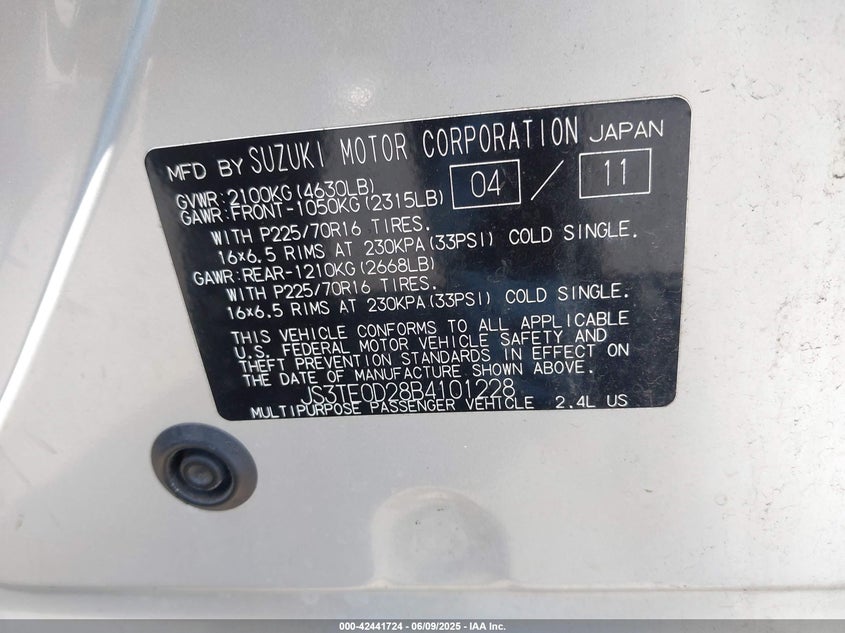 MFD BY SUZUKI MOTOR CORPORATION JAPAN
GVWR:2100KG(4630LB)
04 / 11
GAWR:FRONT-1050KG(2315LB)
WITH P225/70R16 TIRES.
16×6.5 RIMS AT 230KPA(33PSI) COLD SINGLE.
GAWR:REAR-1210KG(2668LB)
WITH P225/70R16 TIRES.
16×6.5 RIMS AT 230KPA(33PSI) COLD SINGLE.
THIS VEHICLE CONFORMS TO ALL APPLICABLE
U.S. FEDERAL MOTOR VEHICLE SAFETY AND
THEFT PREVENTION STANDARDS IN EFFECT ON
THE DATE OF MANUFACTURE SHOWN ABOVE.
JS3TE0D28B4101228
MULTIPURPOSE PASSENGER VEHICLE 2.4L US
000-42441724 | 06/09/2025 - IAA Inc.